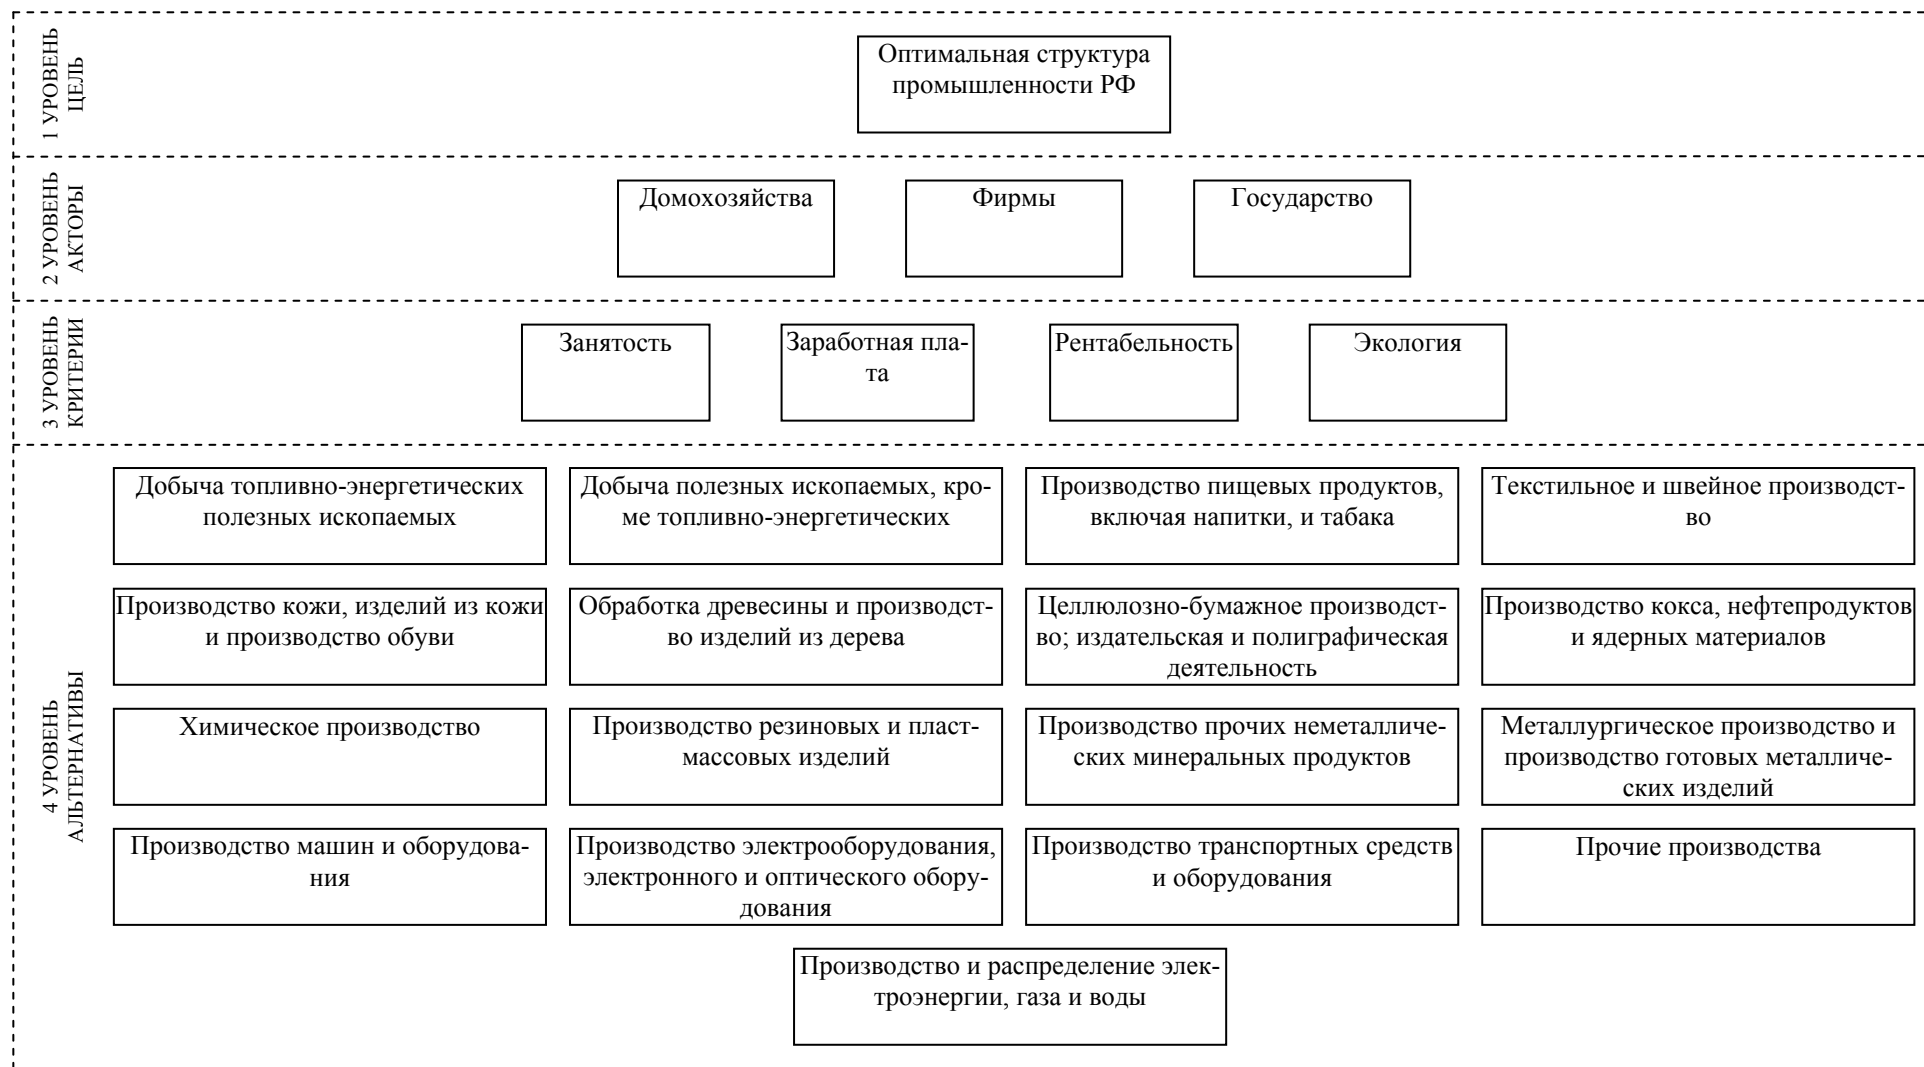 1 УРОВЕНЬ
ЦЕЛЬ
Оптимальная структура
промышленности РФ
2 УРОВЕНЬ
АКТОРЫ
Домохозяйства
Фирмы
Государство
3 УРОВЕНЬ
КРИТЕРИИ
Занятость
Заработная пла-
та
Рентабельность
Экология
4 УРОВЕНЬ
АЛЬТЕРНАТИВЫ
Добыча топливно-энергетических
полезных ископаемых
Добыча полезных ископаемых, кро-
ме топливно-энергетических
Производство пищевых продуктов,
включая напитки, и табака
Текстильное и швейное производст-
во
Производство кожи, изделий из кожи
и производство обуви
Обработка древесины и производст-
во изделий из дерева
Целлюлозно-бумажное производст-
во; издательская и полиграфическая
деятельность
Производство кокса, нефтепродуктов
и ядерных материалов
Химическое производство
Производство резиновых и пласт-
массовых изделий
Производство прочих неметалличе-
ских минеральных продуктов
Металлургическое производство и
производство готовых металличе-
ских изделий
Производство машин и оборудова-
ния
Производство электрооборудования,
электронного и оптического обору-
дования
Производство транспортных средств
и оборудования
Прочие производства
Производство и распределение элек-
троэнергии, газа и воды